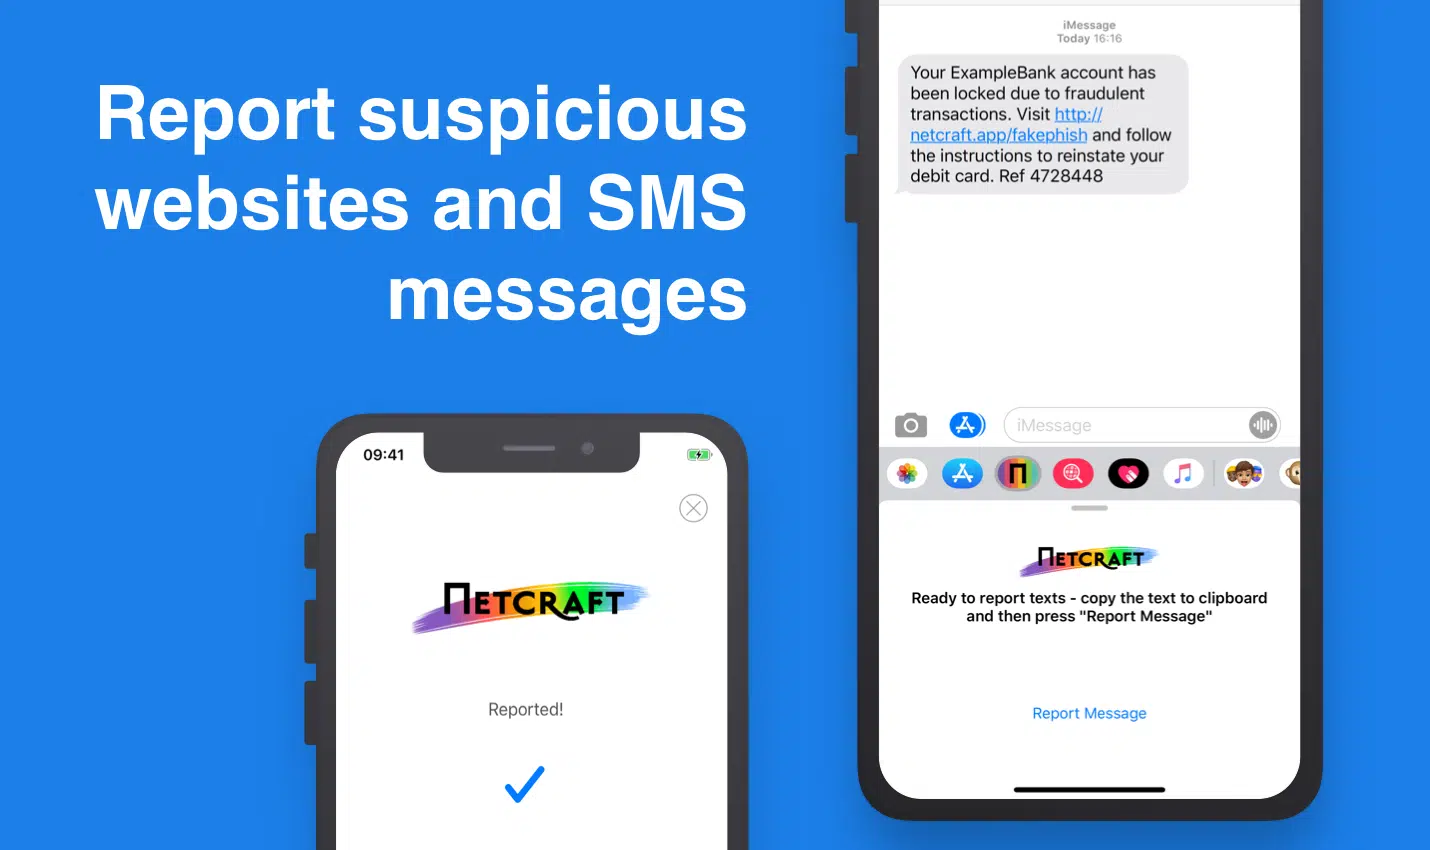 Report suspicious
websites and SMS
messages
09:41
NETCRAFT
Reported!
iMessage
Today 16:16
Your ExampleBank account has
been locked due to fraudulent
transactions. Visit http://
netcraft.app/fakephish and follow
the instructions to reinstate your
debit card. Ref 4728448
iMessage
NETCRAFT
Ready to report texts - copy the text to clipboard
and then press "Report Message"
Report Message